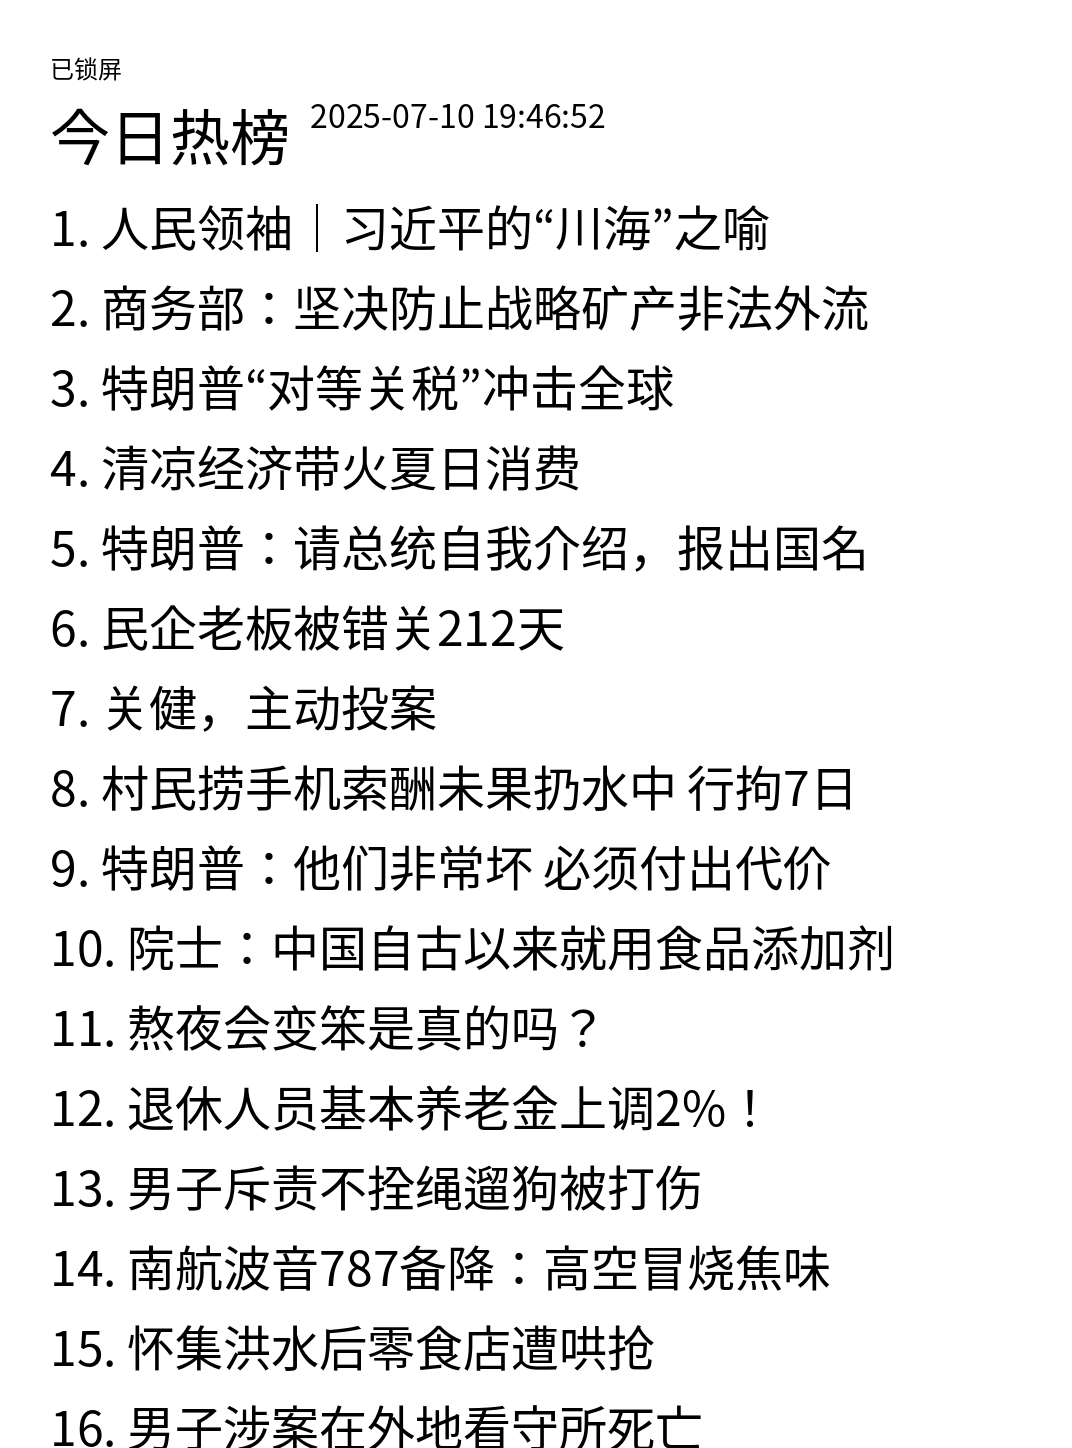 已锁屏
今日热榜 2025-07-10 19:46:52
1. 人民领袖｜习近平的“川海”之喻
2. 商务部：坚决防止战略矿产非法外流
3. 特朗普“对等关税”冲击全球
4. 清凉经济带火夏日消费
5. 特朗普：请总统自我介绍，报出国名
6. 民企老板被错关212天
7. 关健，主动投案
8. 村民捞手机索酬未果扔水中 行拘7日
9. 特朗普：他们非常坏 必须付出代价
10. 院士：中国自古以来就用食品添加剂
11. 熬夜会变笨是真的吗？
12. 退休人员基本养老金上调2%！
13. 男子斥责不拴绳遛狗被打伤
14. 南航波音787备降：高空冒烧焦味
15. 怀集洪水后零食店遭哄抢
16. 男子涉案在外地看守所死亡